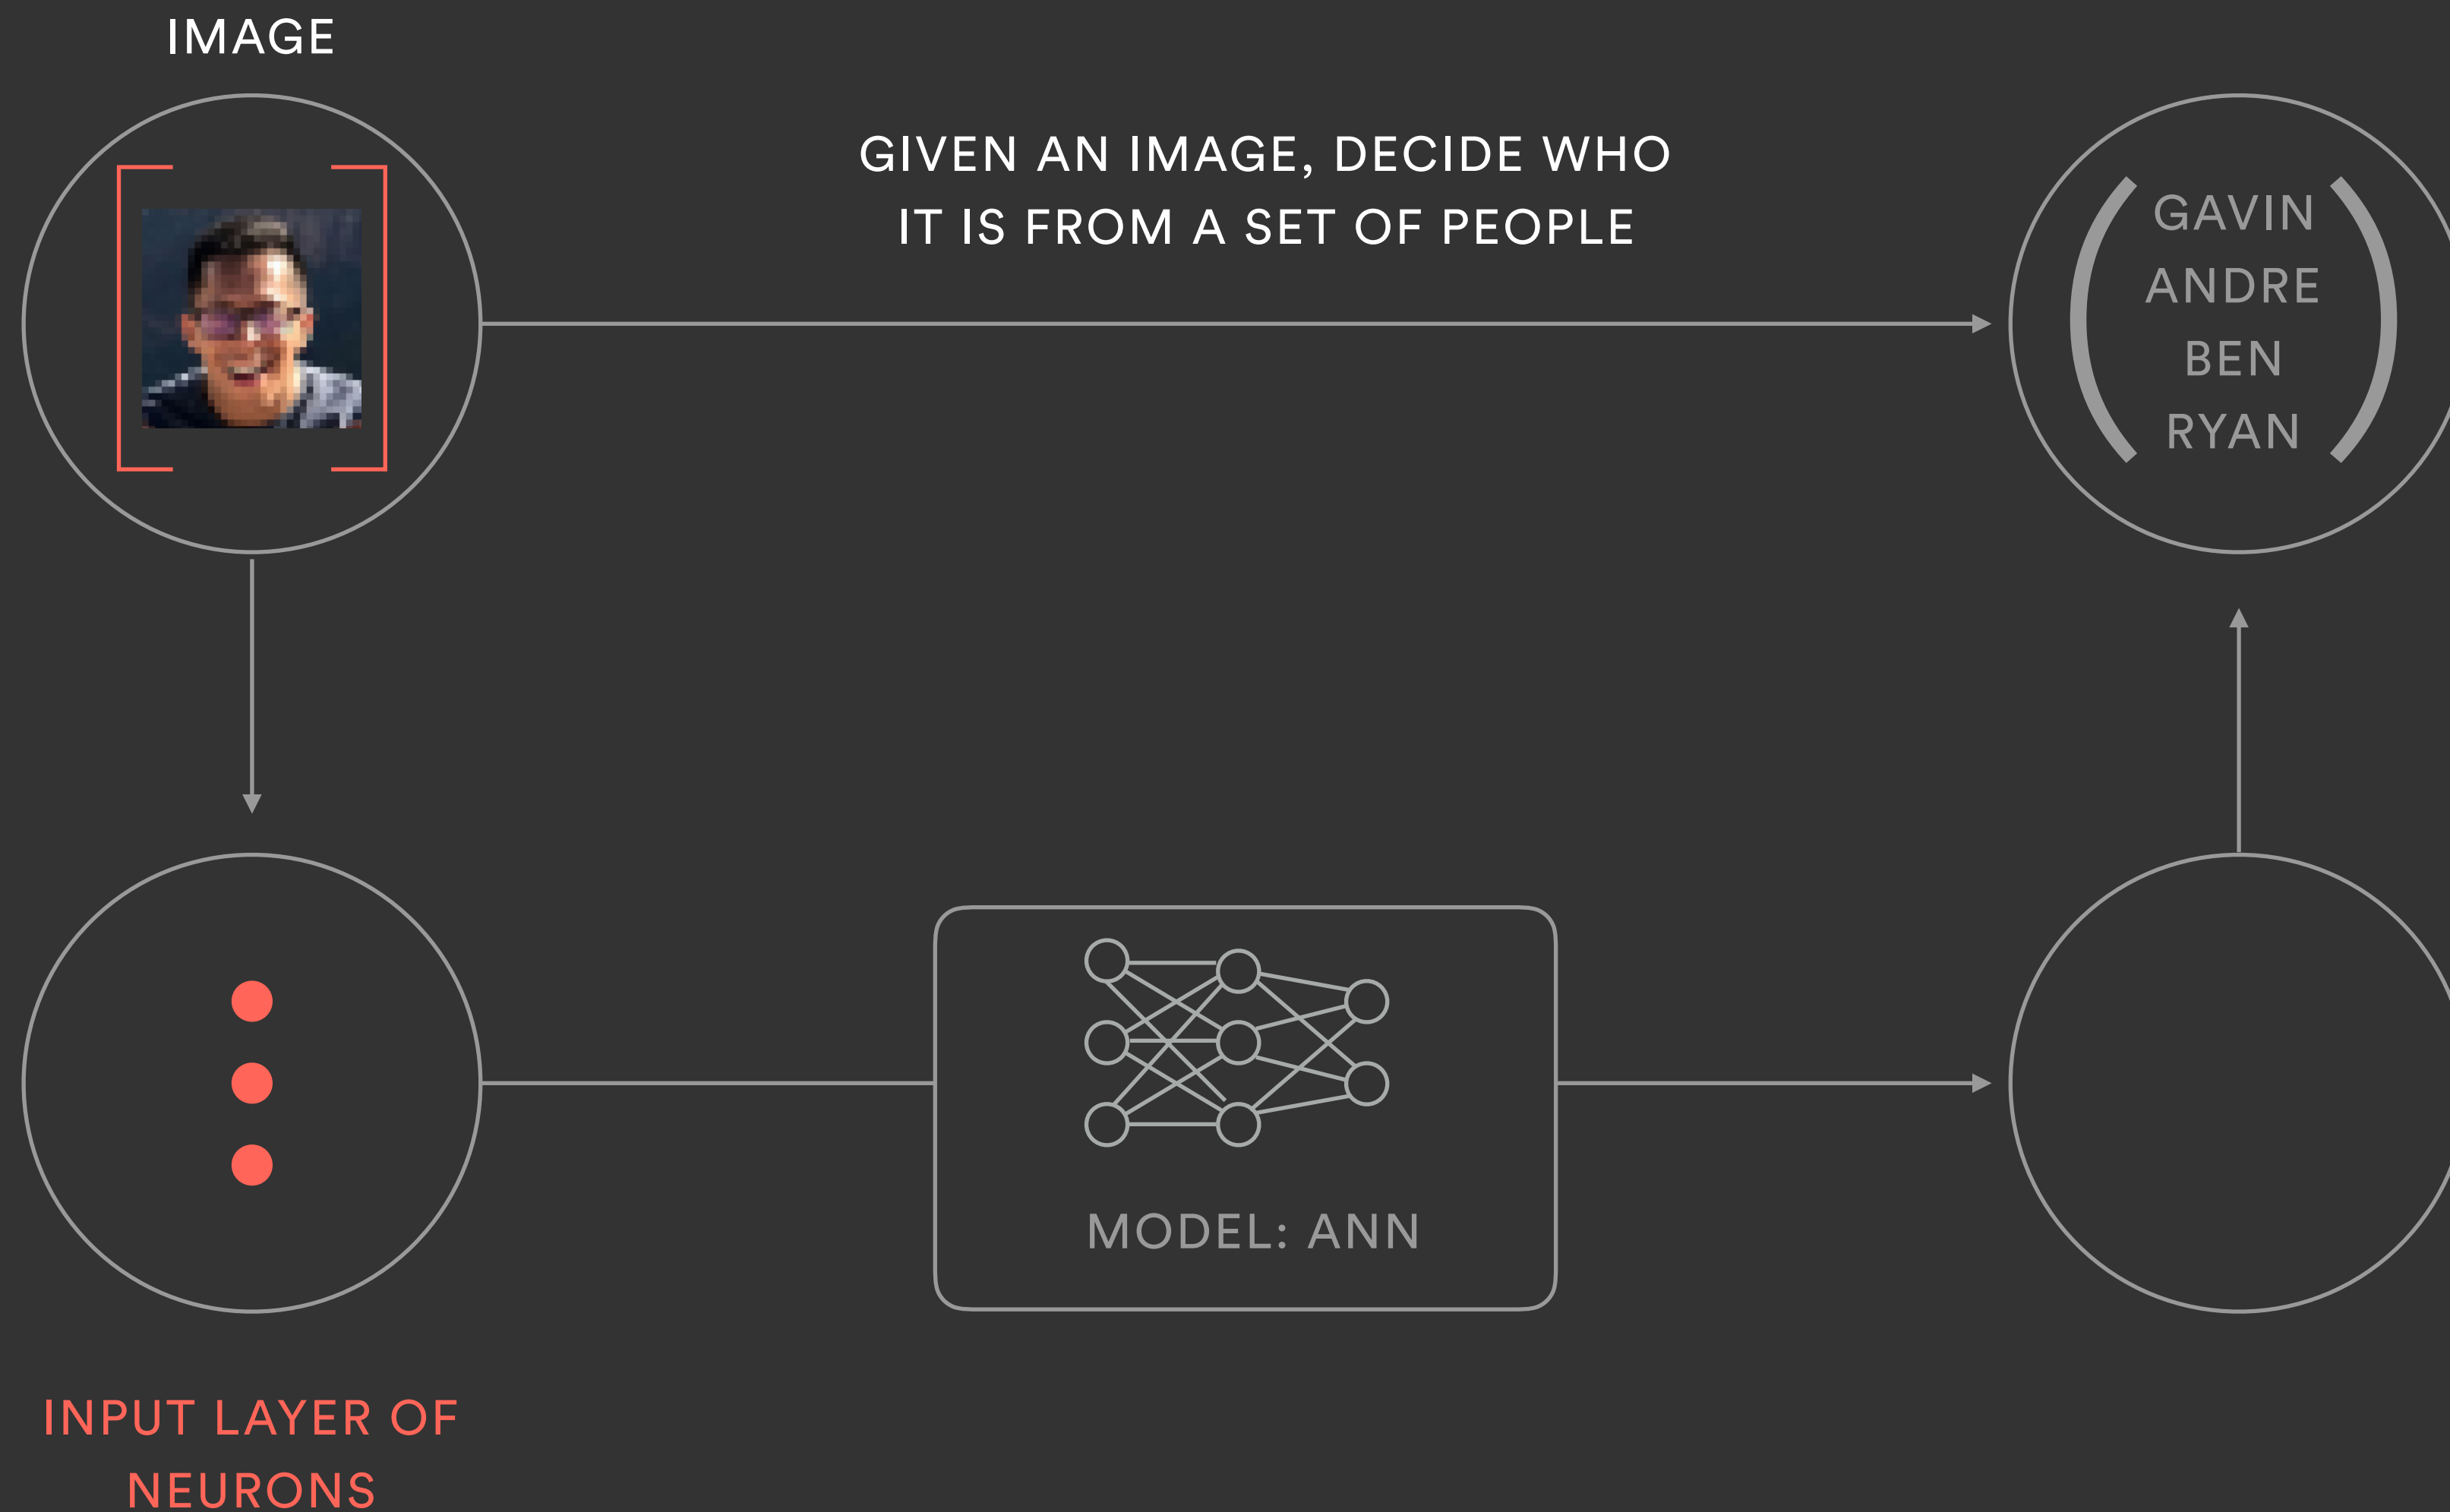 IMAGE
GIVEN AN IMAGE, DECIDE WHO
IT IS FROM A SET OF PEOPLE
GAVIN
ANDRE
BEN
RYAN
MODEL: ANN
INPUT LAYER OF
NEURONS